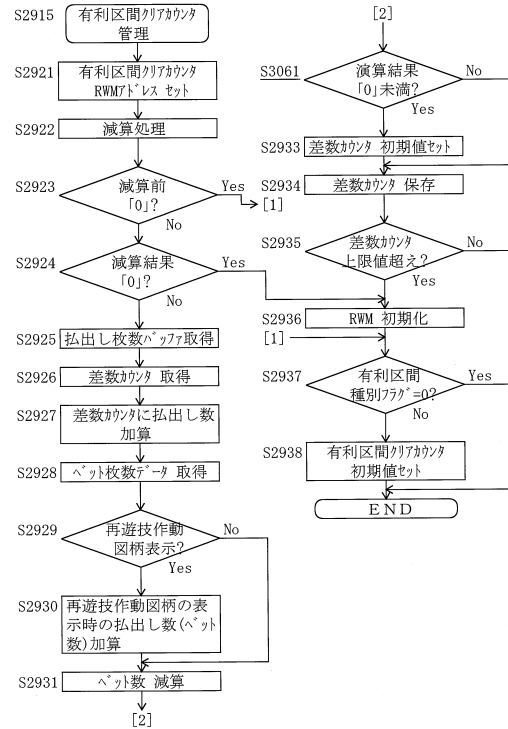 S2915
有利区間クリアカウンタ
管理
S2921
有利区間クリアカウンタ
RWMアドレス セット
S2922
減算処理
S2923
減算前
「0」?
Yes
[1]
No
S2924
減算結果
「0」?
Yes
No
S2925
払出し枚数バッファ取得
S2926
差数カウンタ 取得
S2927
差数カウンタに払出し数
加算
S2928
ベット枚数データ 取得
S2929
再遊技作動
図柄表示?
No
Yes
S2930
再遊技作動図柄の表
示時の払出し数(ベット
数)加算
S2931
ベット数 減算
[2]
[2]
S3061
演算結果
「0」未満?
No
Yes
S2933
差数カウンタ 初期値セット
S2934
差数カウンタ 保存
S2935
差数カウンタ
上限値超え?
No
Yes
S2936
RWM 初期化
[1]
S2937
有利区間
種別フラグ=0?
Yes
No
S2938
有利区間クリアカウンタ
初期値セット
END